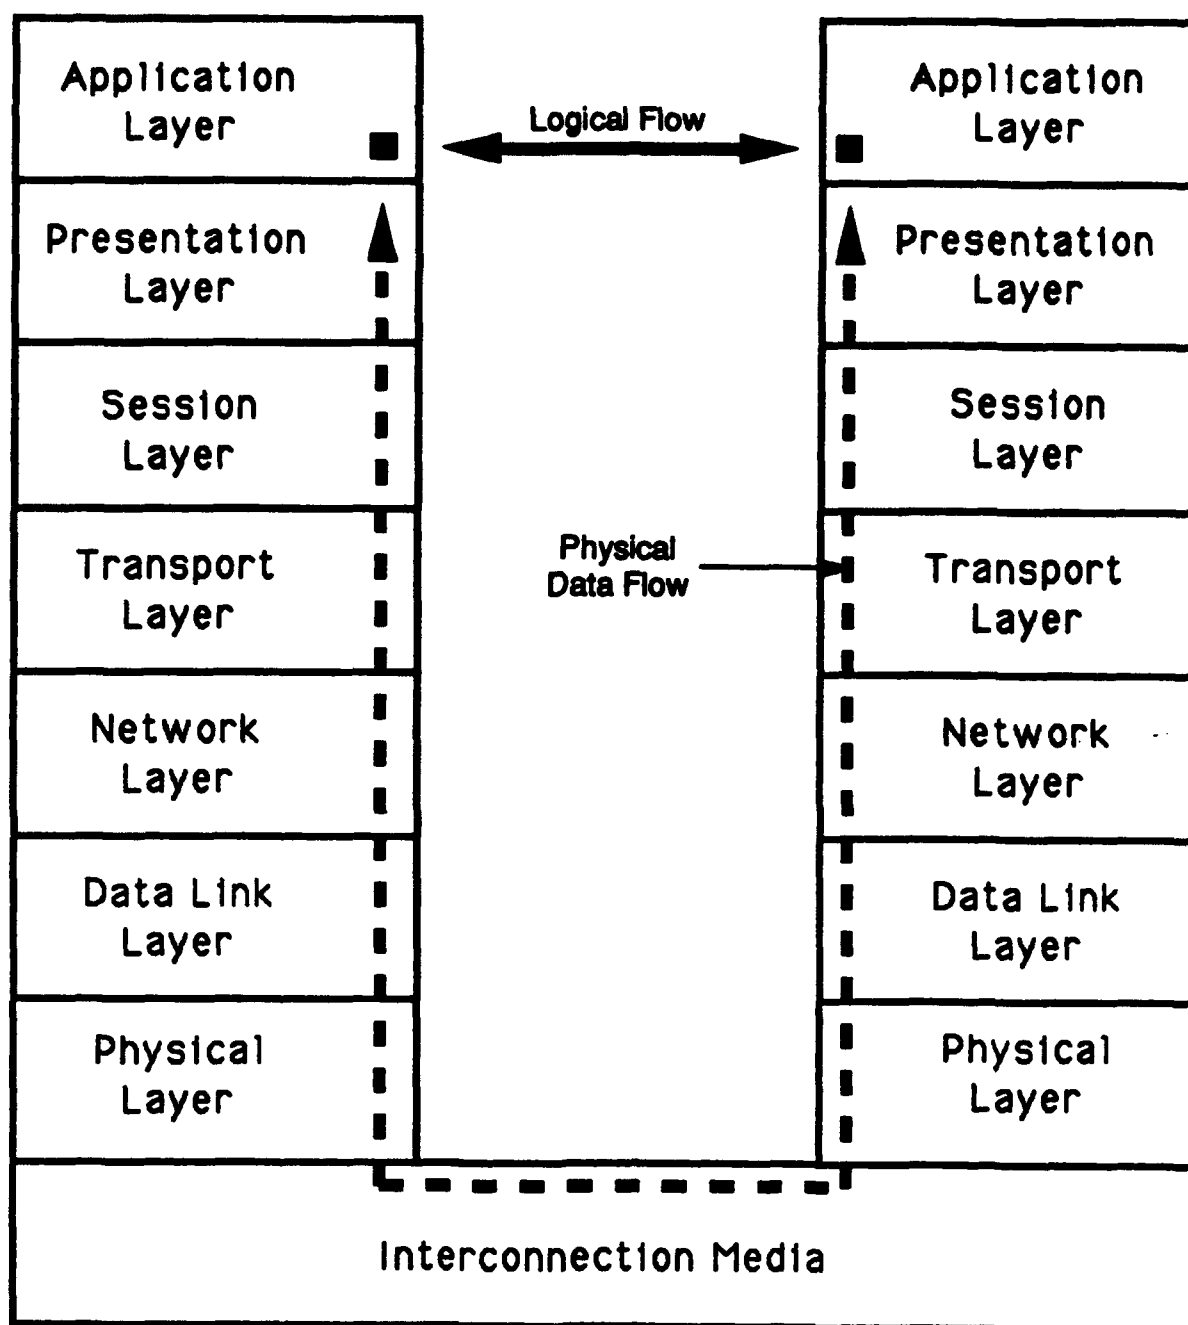 Application
Layer
Presentation
Layer
Session
Layer
Transport
Layer
Network
Layer
Data Link
Layer
Physical
Layer
Logical Flow
Physical
Data Flow
Application
Layer
Presentation
Layer
Session
Layer
Transport
Layer
Network
Layer
Data Link
Layer
Physical
Layer
Interconnection Media